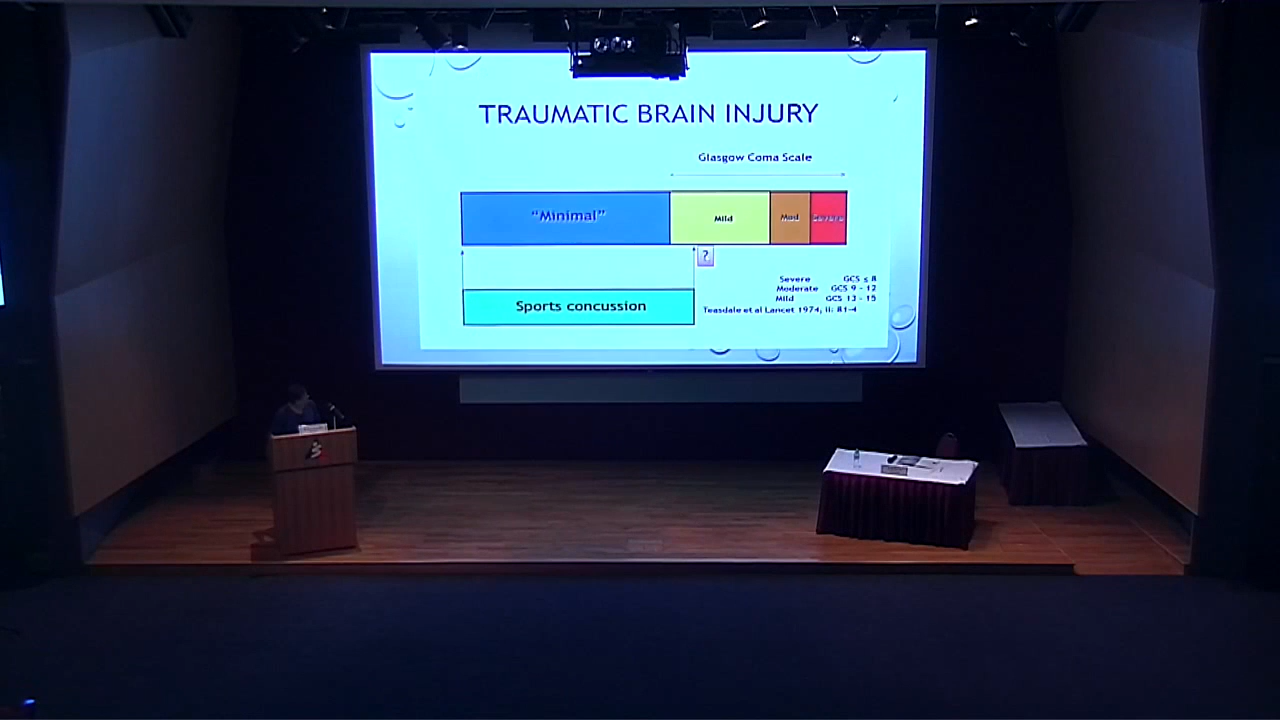 TRAUMATIC BRAIN INJURY
Glasgow Coma Scale
"Minimal"
Mild
Mod
Severe
?
Sports concussion
Severe GCS ≤ 8
Moderate GCS 9 - 12
Mild GCS 13 - 15
Teasdale et al Lancet 1974; II: 81-4